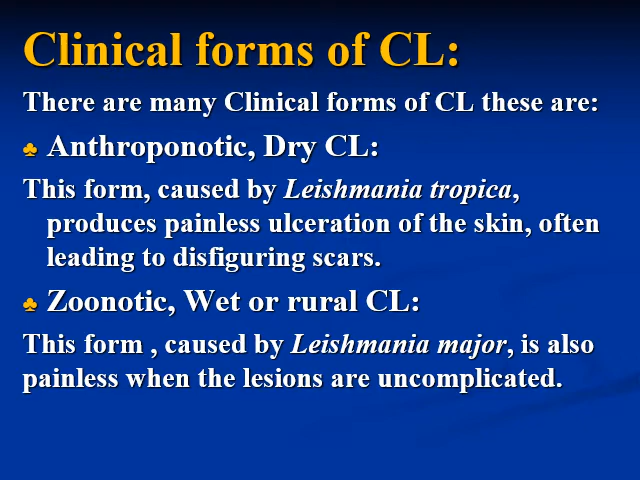 Clinical forms of CL:
There are many Clinical forms of CL these are:
♣ Anthroponotic, Dry CL:
This form, caused by Leishmania tropica,
produces painless ulceration of the skin, often
leading to disfiguring scars.
♣ Zoonotic, Wet or rural CL:
This form , caused by Leishmania major, is also
painless when the lesions are uncomplicated.